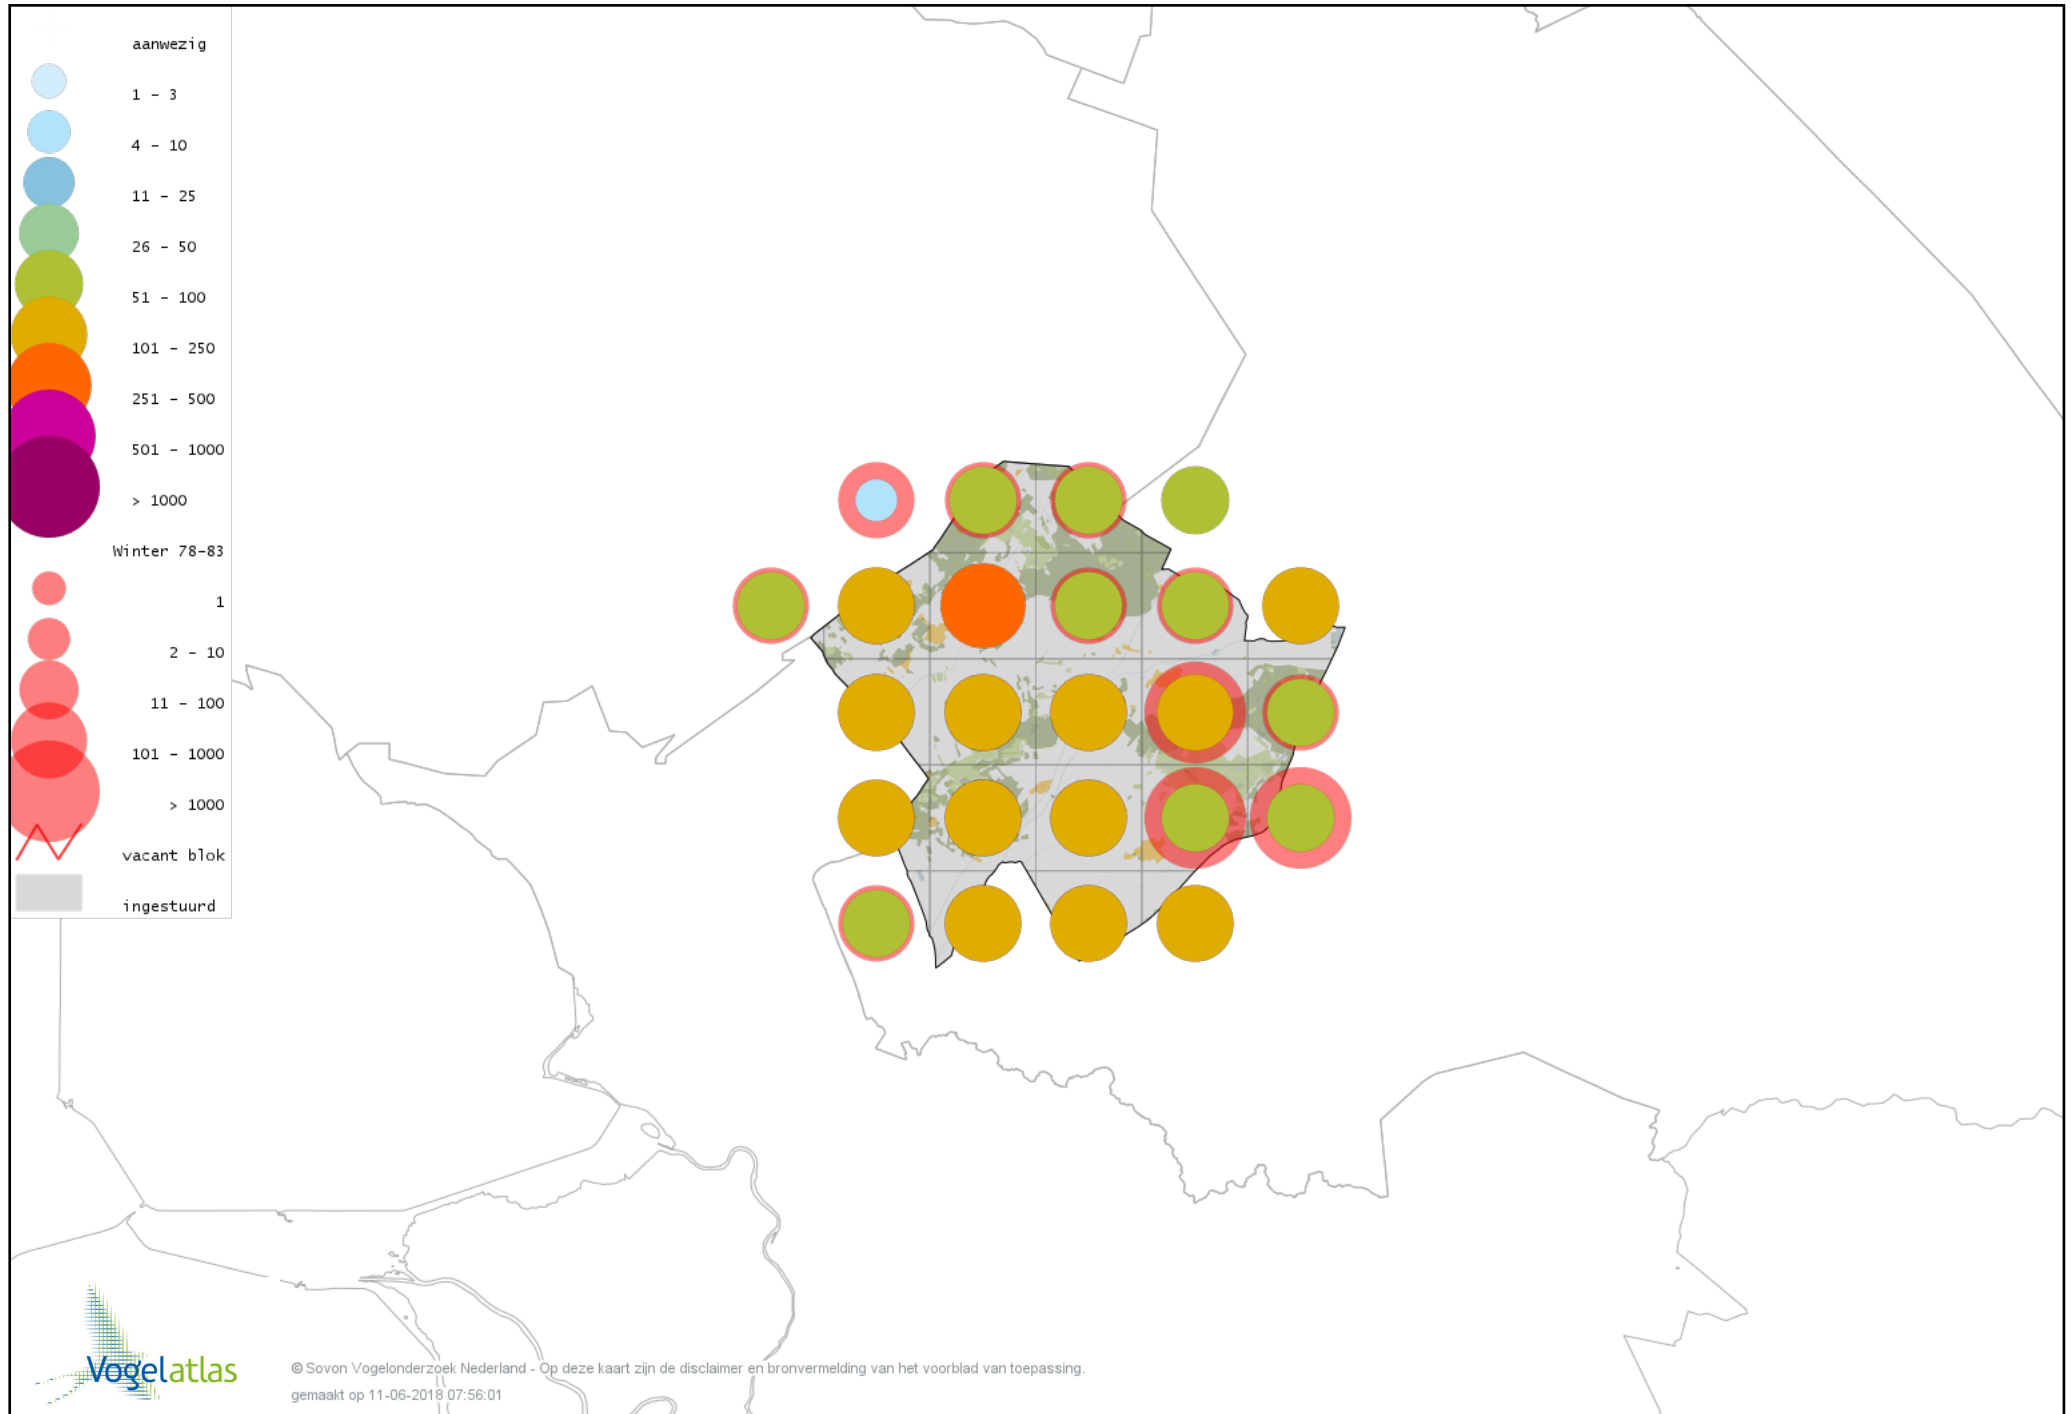 aanwezig
1 - 3
4 - 10
11 - 25
26 - 50
51 - 100
101 - 250
251 - 500
501 - 1000
> 1000
Winter 78-83
1
2 - 10
11 - 100
101 - 1000
> 1000
vacant blok
ingestuurd
Vogelatlas
© Sovon Vogelonderzoek Nederland - Op deze kaart zijn de disclaimer en bronvermelding van het voorblad van toepassing.
gemaakt op 11-06-2018 07:56:01